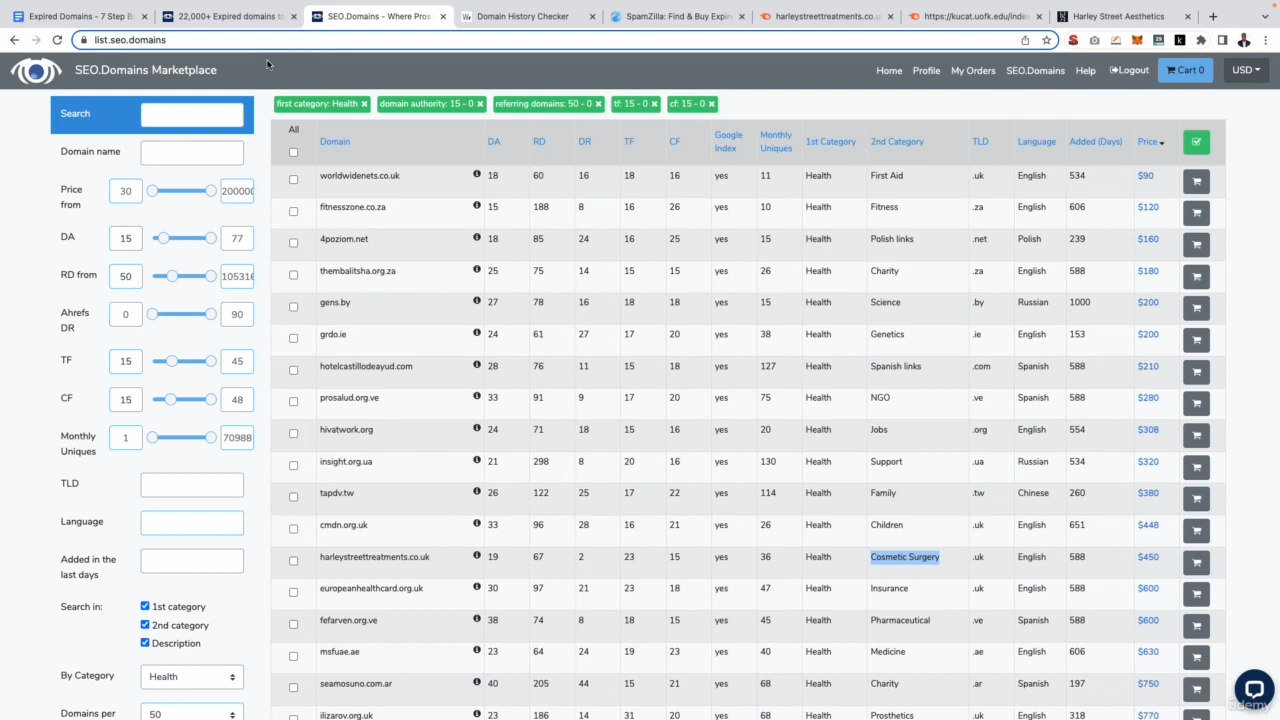 Expired Domains - 7 Step B
22,000+ Expired domains to
SEO.Domains - Where Pros
Domain History Checker
SpamZilla: Find & Buy Expire
harleystreettreatments.co.u
https://kucat.uofk.edu/index
Harley Street Aesthetics
list.seo.domains
SEO.Domains Marketplace
Home Profile My Orders SEO.Domains Help Logout Cart 0 USD
Search
Domain name
Price from 30 200000
DA 15 77
RD from 50 105316
Ahrefs DR 0 90
TF 15 45
CF 15 48
Monthly Uniques 1 70988
TLD
Language
Added in the last days
Search in: 1st category
2nd category
Description
By Category Health
Domains per 50
first category: Health × domain authority: 15 - 0 × referring domains: 50 - 0 × tf: 15 - 0 × cf: 15 - 0 ×
All Domain DA RD DR TF CF Google Index Monthly Uniques 1st Category 2nd Category TLD Language Added (Days) Price
worldwidenets.co.uk 18 60 16 18 16 yes 11 Health First Aid .uk English 534 $90
fitnesszone.co.za 15 188 8 16 26 yes 10 Health Fitness .za English 606 $120
4poziom.net 18 85 24 16 25 yes 15 Health Polish links .net Polish 239 $160
thembalitsha.org.za 25 75 14 15 15 yes 26 Health Charity .za English 588 $180
gens.by 27 78 16 18 18 yes 15 Health Science .by Russian 1000 $200
grdo.ie 24 61 27 17 20 yes 38 Health Genetics .ie English 153 $200
hotelcastillodeayud.com 28 76 11 15 18 yes 127 Health Spanish links .com Spanish 588 $210
prosalud.org.ve 33 91 9 17 20 yes 75 Health NGO .ve Spanish 588 $280
hivatwork.org 24 71 18 15 16 yes 20 Health Jobs .org English 554 $308
insight.org.ua 21 298 8 20 16 yes 130 Health Support .ua Russian 534 $320
tapdv.tw 26 122 25 17 22 yes 114 Health Family .tw Chinese 260 $380
cmdn.org.uk 33 96 28 16 21 yes 26 Health Children .uk English 651 $448
harleystreettreatments.co.uk 19 67 2 23 15 yes 36 Health Cosmetic Surgery .uk English 588 $450
europeanhealthcard.org.uk 30 97 21 23 18 yes 47 Health Insurance .uk English 588 $600
fefarven.org.ve 38 74 8 18 15 yes 45 Health Pharmaceutical .ve Spanish 588 $600
msfuae.ae 23 64 24 19 23 yes 40 Health Medicine .ae English 606 $630
seamosuno.com.ar 40 205 44 15 21 yes 68 Health Charity .ar Spanish 197 $750
ilizarov.org.uk 23 186 14 31 20 yes 68 Health Prosthetics .uk English 318 $770
udemy